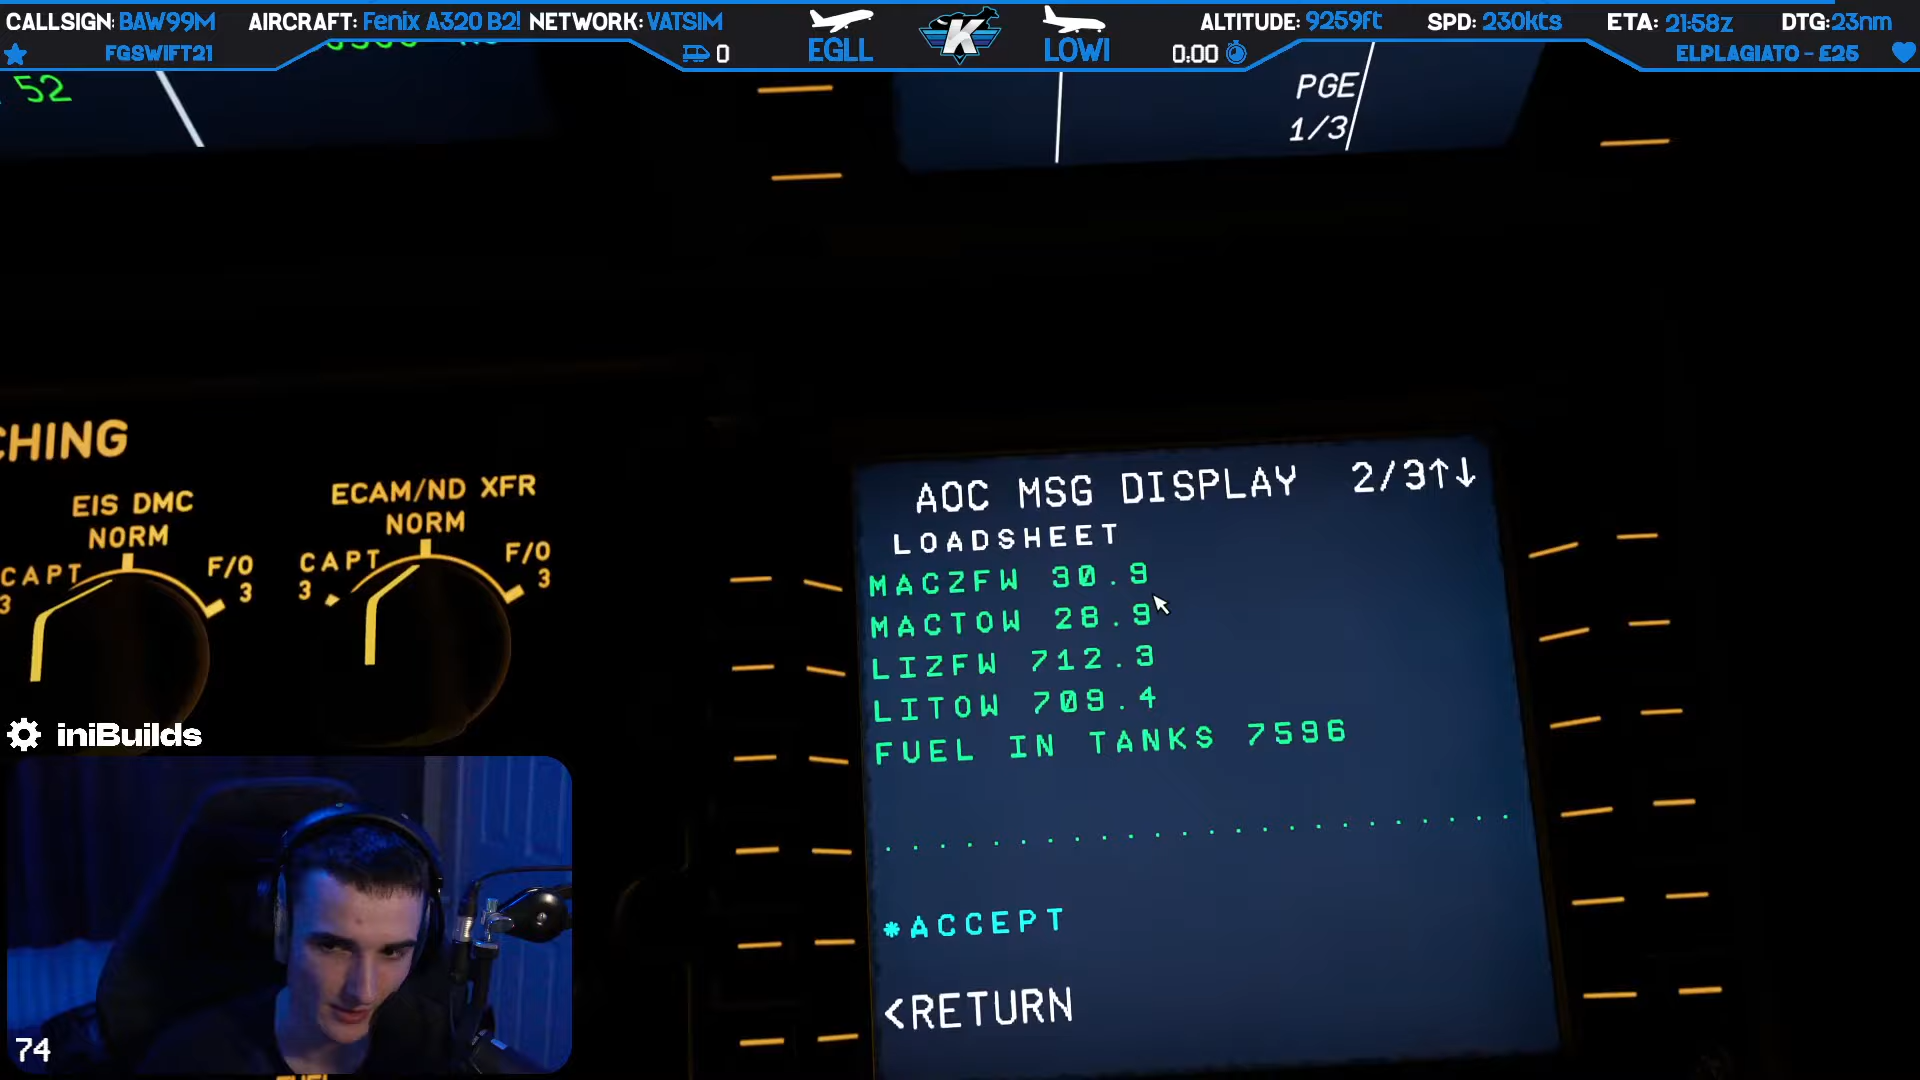 CALLSIGN: BAW99M AIRCRAFT: Fenix A320 B2! NETWORK: VATSIM
ALTITUDE: 9259ft SPD: 230kts ETA: 21:58z DTG:23nm
FGSWIFT21
0 EGLL K LOWI 0:00
ELPLAGIATO - £25
52
PGE
1/3
CHING
EIS DMC
NORM
CAPT
3
F/O
3
ECAM/ND XFR
NORM
CAPT
3
F/O
3
AOC MSG DISPLAY 2/3↑↓
LOADSHEET
MACZFW 30.9
MACTOW 28.9
LIZFW 712.3
LITOW 709.4
FUEL IN TANKS 7596
........................
*ACCEPT
<RETURN
iniBuilds
74